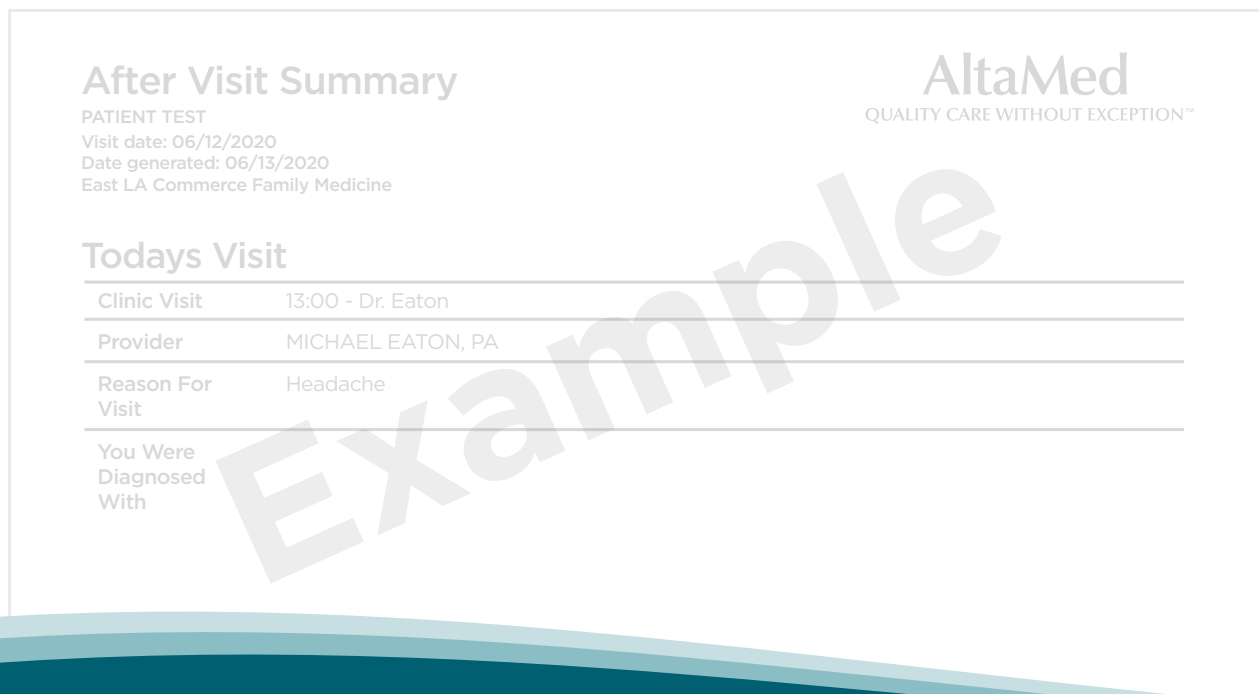 After Visit Summary
PATIENT TEST
Visit date: 06/12/2020
Date generated: 06/13/2020
East LA Commerce Family Medicine
AltaMed
QUALITY CARE WITHOUT EXCEPTION™
Todays Visit
Clinic Visit 13:00 - Dr. Eaton
Provider MICHAEL EATON, PA
Reason For Headache
Visit
You Were
Diagnosed
With
Example